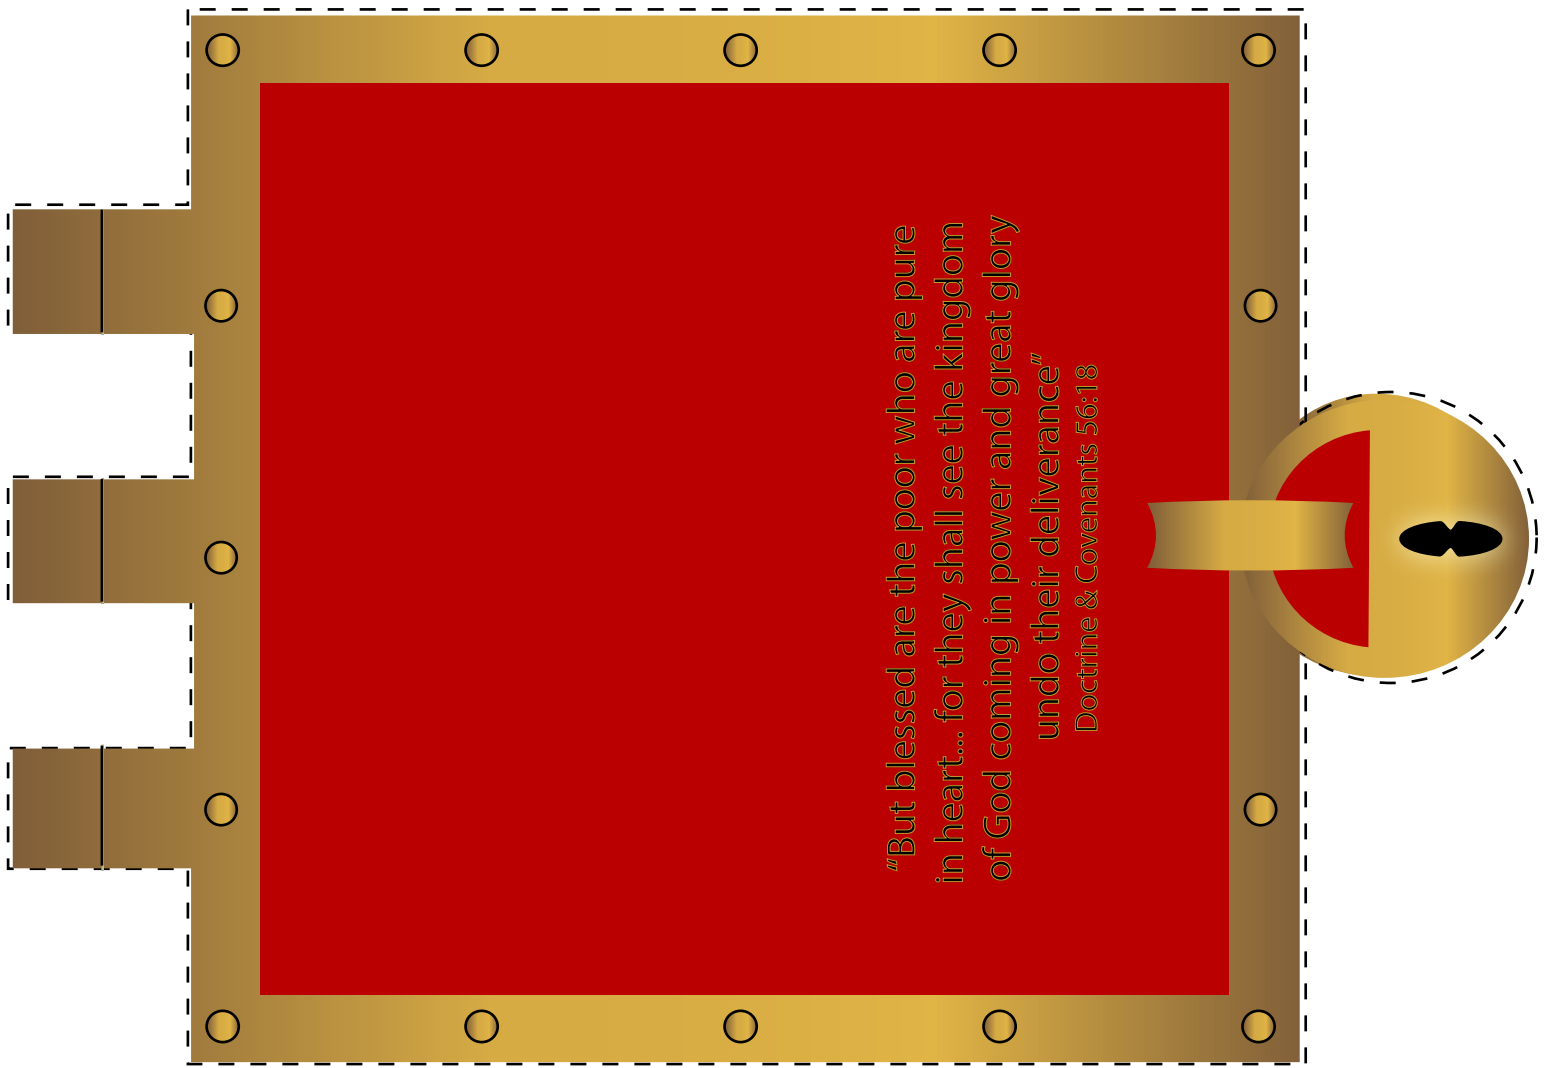 “But blessed are the poor who are pure
in heart... for they shall see the kingdom
of God coming in power and great glory
undo their deliverance”
Doctrine & Covenants 56:18